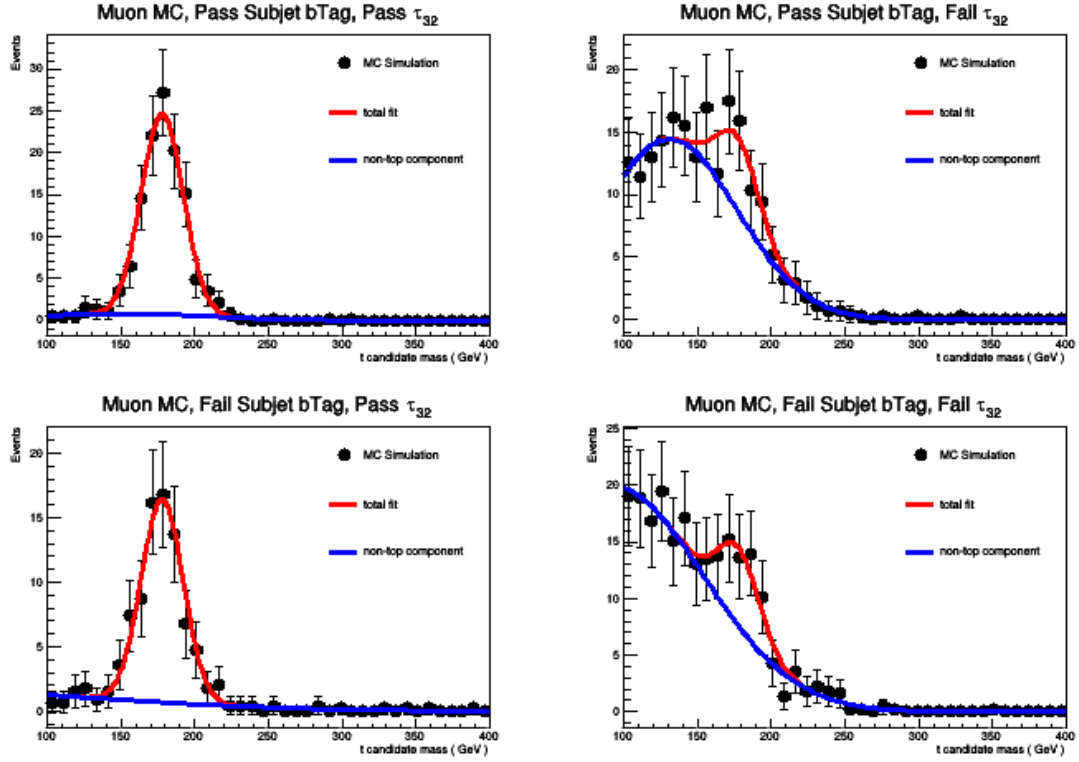 Muon MC, Pass Subjet bTag, Pass τ32
Events
30
25
20
15
10
5
0
MC Simulation
total fit
non-top component
100 150 200 250 300 350 400
t candidate mass ( GeV )
Muon MC, Pass Subjet bTag, Fail τ32
Events
20
15
10
5
0
MC Simulation
total fit
non-top component
100 150 200 250 300 350 400
t candidate mass ( GeV )
Muon MC, Fail Subjet bTag, Pass τ32
Events
20
15
10
5
0
MC Simulation
total fit
non-top component
100 150 200 250 300 350 400
t candidate mass ( GeV )
Muon MC, Fail Subjet bTag, Fail τ32
Events
25
20
15
10
5
0
MC Simulation
total fit
non-top component
100 150 200 250 300 350 400
t candidate mass ( GeV )